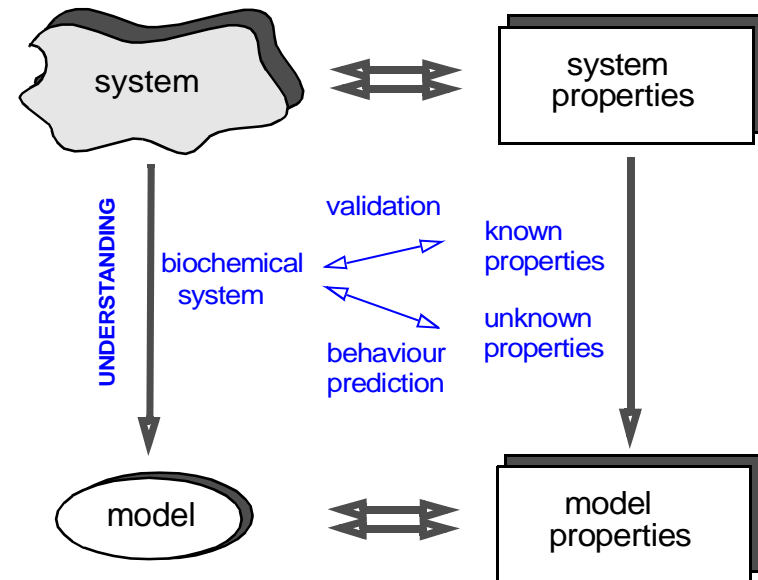 system
system
properties
UNDERSTANDING
validation
biochemical
system
known
properties
unknown
properties
behaviour
prediction
model
model
properties